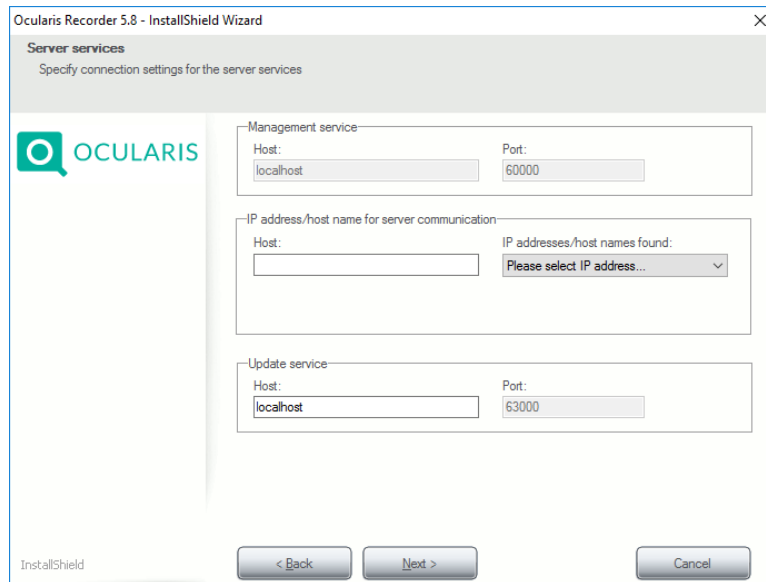 Ocularis Recorder 5.8 - InstallShield Wizard
Server services
Specify connection settings for the server services
OCULARIS
Management service
Host: Port:
localhost 60000
IP address/host name for server communication
Host: IP addresses/host names found:
Please select IP address...
Update service
Host: Port:
localhost 63000
InstallShield
< Back Next > Cancel